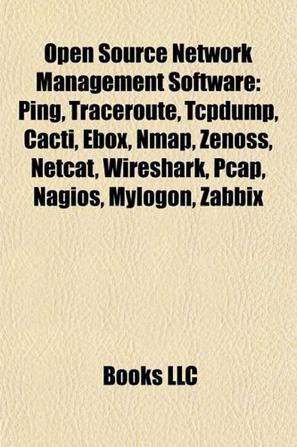 Open Source Network
Management Software:
Ping, Traceroute, Tcpdump,
Cacti, Ebox, Nmap, Zenoss,
Netcat, Wireshark, Pcap,
Nagios, Mylogon, Zabbix
Books LLC